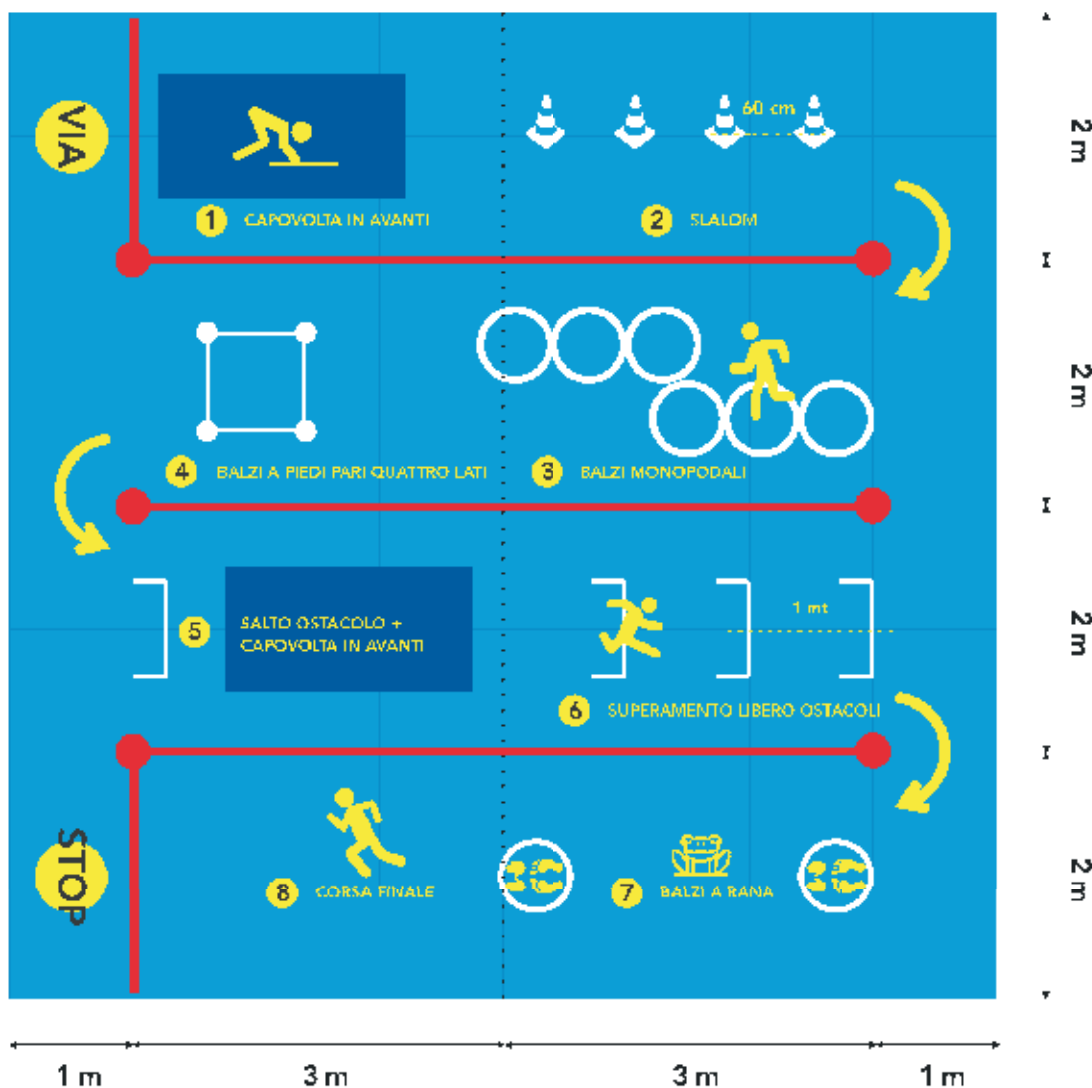 VIA
60 cm
1 CAPOVOLTA IN AVANTI
2 SLALOM
2 m
4 BALZI A PIEDI PARI QUATTRO LATI
3 BALZI MONOPODALI
2 m
5 SALTO OSTACOLO +
CAPOVOLTA IN AVANTI
1 mt
6 SUPERAMENTO LIBERO OSTACOLI
2 m
STOP
8 CORSA FINALE
7 BALZI A RANA
2 m
1 m
3 m
3 m
1 m